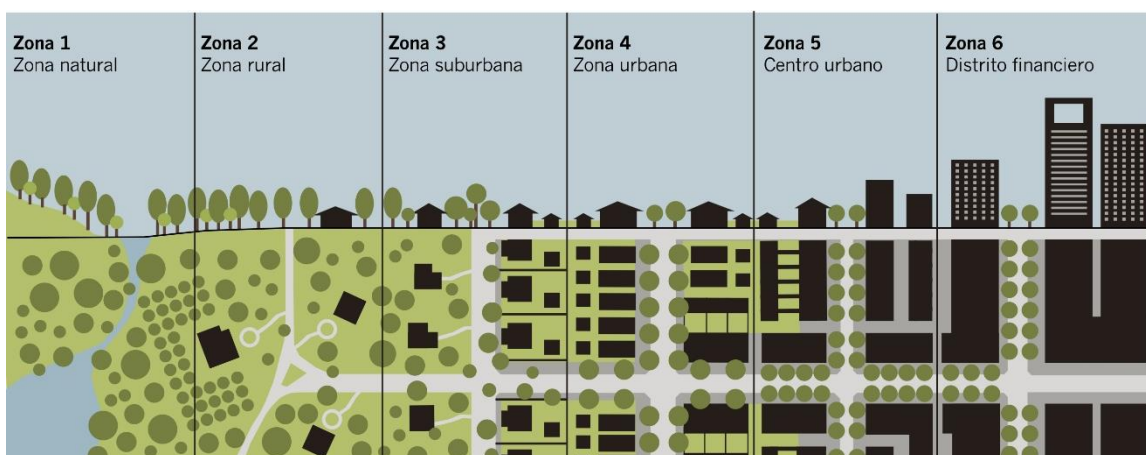 Zona 1
Zona natural
Zona 2
Zona rural
Zona 3
Zona suburbana
Zona 4
Zona urbana
Zona 5
Centro urbano
Zona 6
Distrito financiero